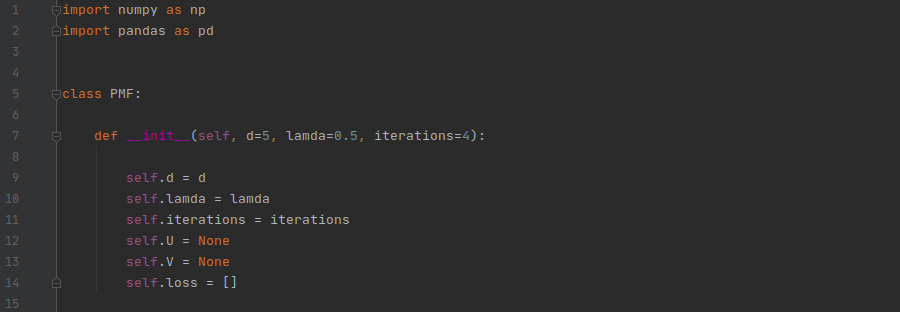 1 import numpy as np
2 import pandas as pd
3
4
5 class PMF:
6
7     def __init__(self, d=5, lamda=0.5, iterations=4):
8
9         self.d = d
10         self.lamda = lamda
11         self.iterations = iterations
12         self.U = None
13         self.V = None
14         self.loss = []
15